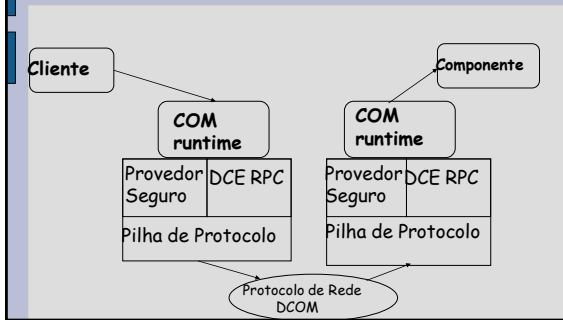 Cliente
Componente
COM
runtime
COM
runtime
Provedor
Seguro
DCE RPC
Provedor
Seguro
DCE RPC
Pilha de Protocolo
Pilha de Protocolo
Protocolo de Rede
DCOM